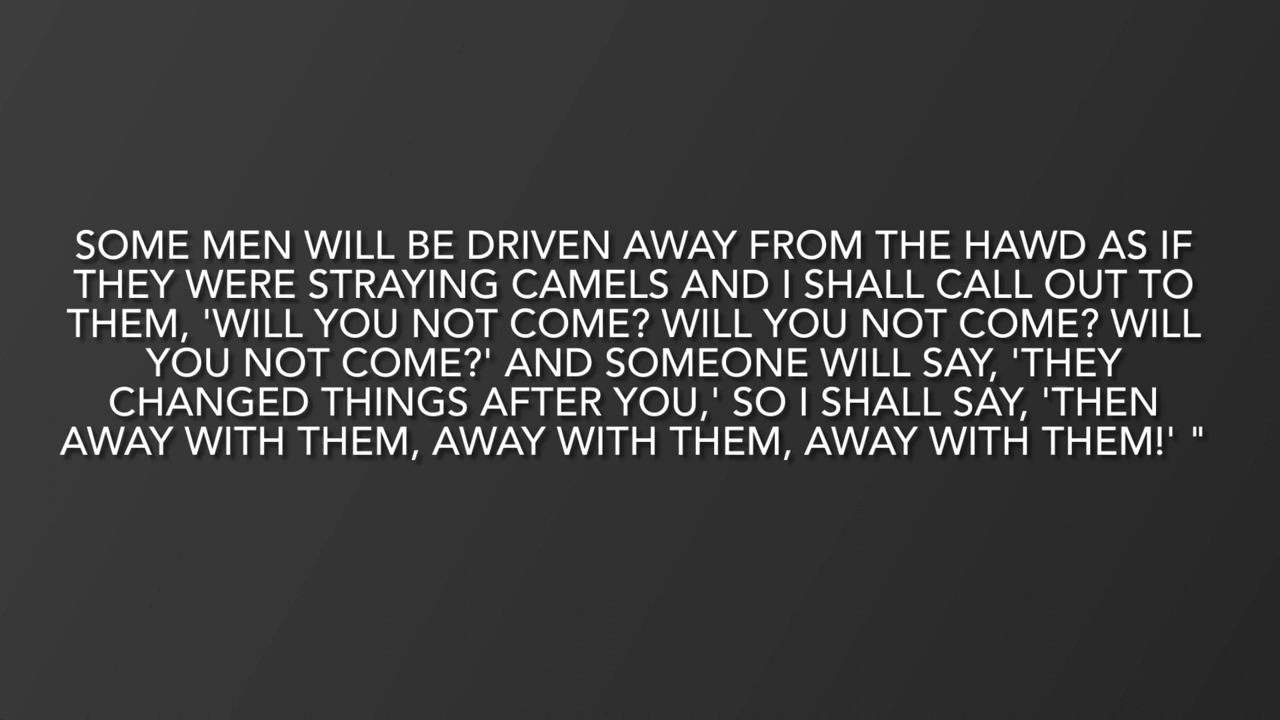 SOME MEN WILL BE DRIVEN AWAY FROM THE HAWD AS IF
THEY WERE STRAYING CAMELS AND I SHALL CALL OUT TO
THEM, 'WILL YOU NOT COME? WILL YOU NOT COME? WILL
YOU NOT COME?' AND SOMEONE WILL SAY, 'THEY
CHANGED THINGS AFTER YOU,' SO I SHALL SAY, 'THEN
AWAY WITH THEM, AWAY WITH THEM, AWAY WITH THEM!' "